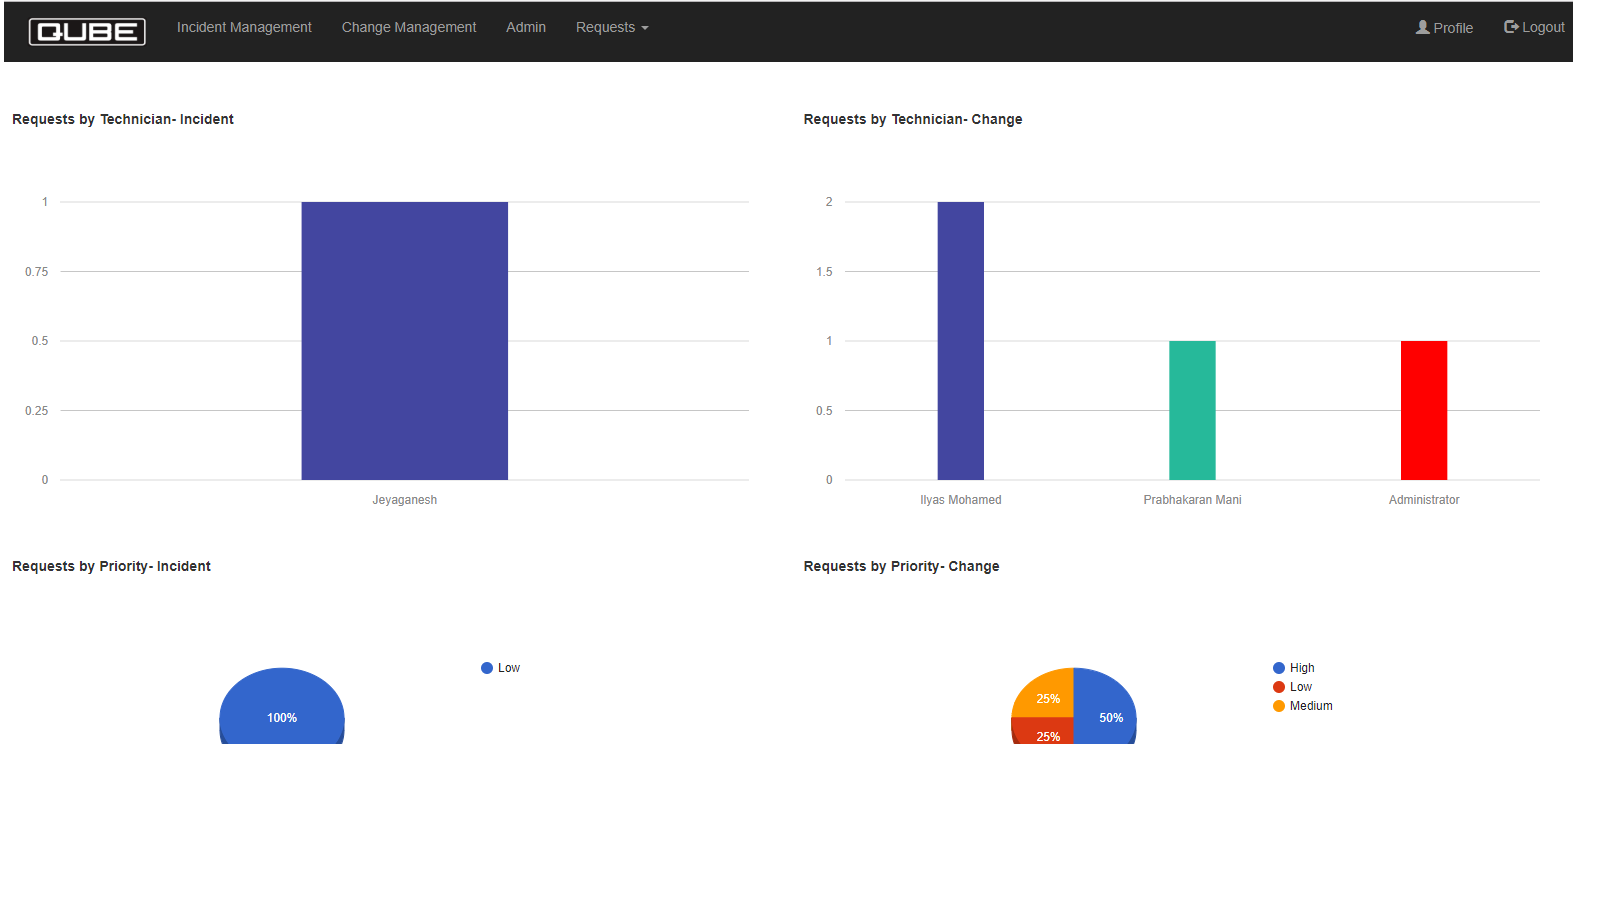 QUBE Incident Management Change Management Admin Requests Profile Logout
Requests by Technician- Incident
1
0.75
0.5
0.25
0
Jeyaganesh
Requests by Technician- Change
2
1.5
1
0.5
0
Ilyas Mohamed Prabhakaran Mani Administrator
Requests by Priority- Incident
100%
Low
Requests by Priority- Change
25%
50%
25%
High
Low
Medium